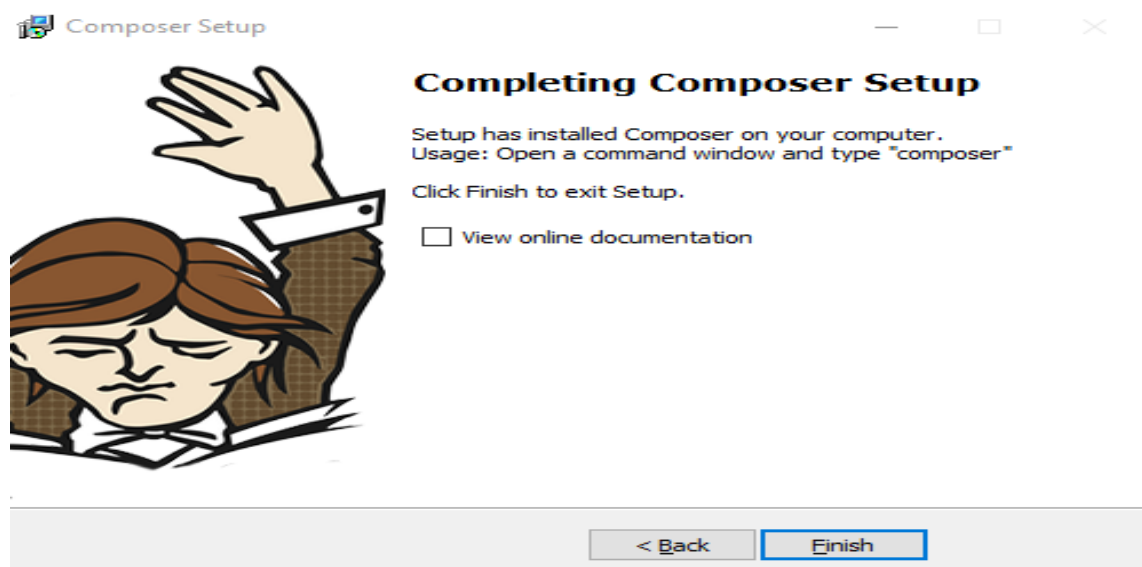 Composer Setup
Completing Composer Setup
Setup has installed Composer on your computer.
Usage: Open a command window and type "composer"
Click Finish to exit Setup.
View online documentation
< Back
Finish